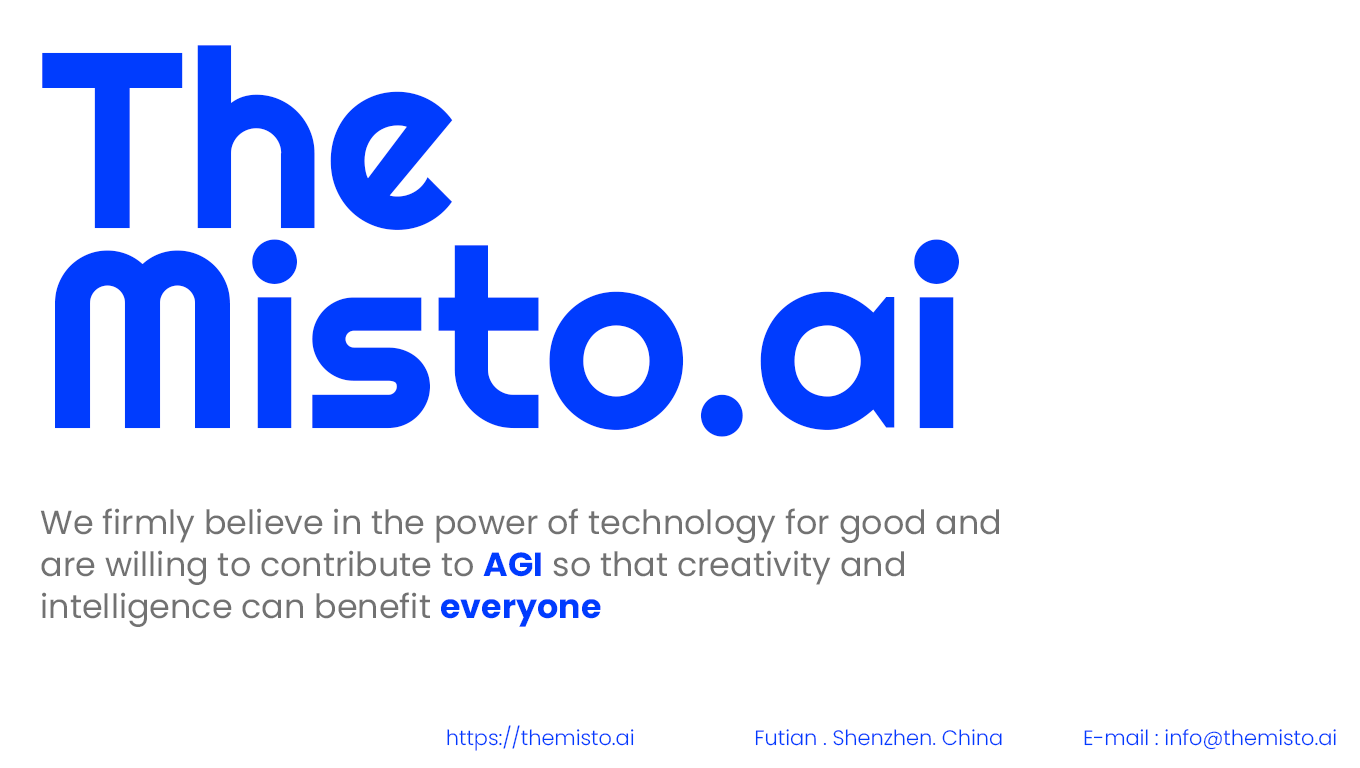 The
Misto.ai
We firmly believe in the power of technology for good and
are willing to contribute to AGI so that creativity and
intelligence can benefit everyone
https://themisto.ai
Futian . Shenzhen. China
E-mail : info@themisto.ai